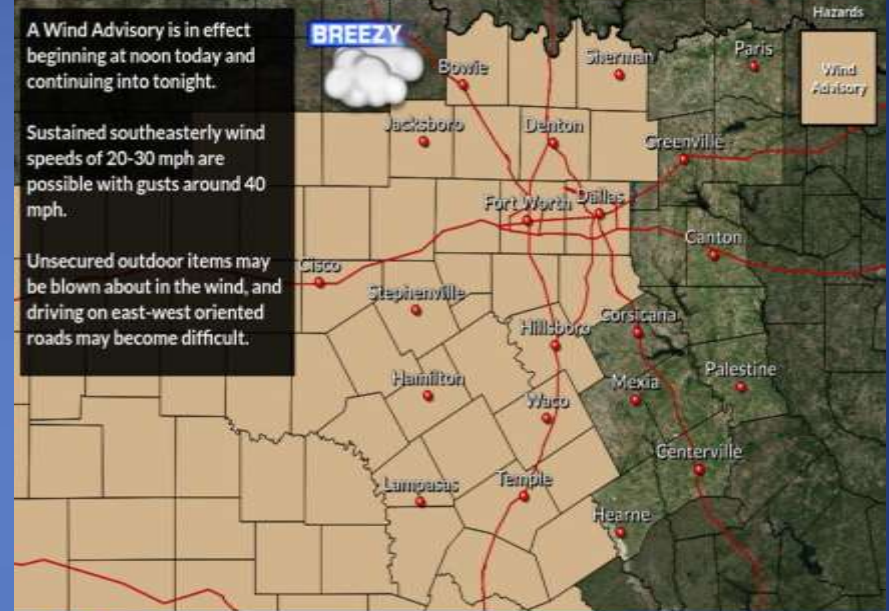 A Wind Advisory is in effect
beginning at noon today and
continuing into tonight.
Sustained southeasterly wind
speeds of 20-30 mph are
possible with gusts around 40
mph.
Unsecured outdoor items may
be blown about in the wind, and
driving on east-west oriented
roads may become difficult.
BREEZY
Hazards
Wind
Advisory
Bowie
Sherman
Paris
Jacksboro
Denton
Greenville
Fort Worth
Dallas
Canton
Cisco
Stephenville
Hillsboro
Corsicana
Hamilton
Mexia
Palestine
Waco
Centerville
Lampasas
Temple
Hearne